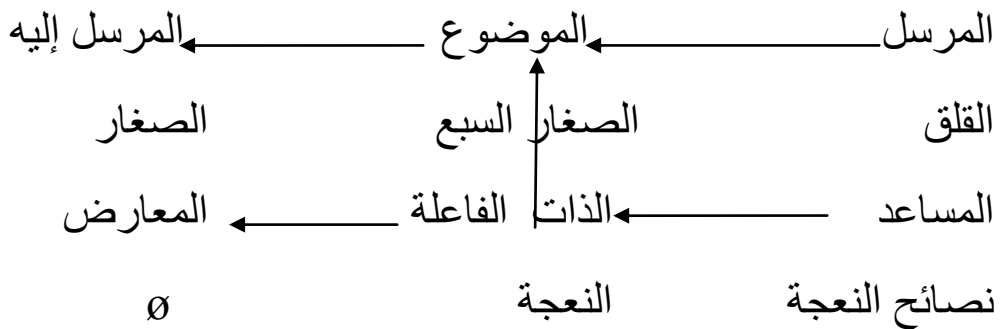 المرسل الموضوع المرسل إليه
القلق الصغار السبع الصغار
المساعد الذات الفاعلة المعارض
نصائح النعجة النعجة ø